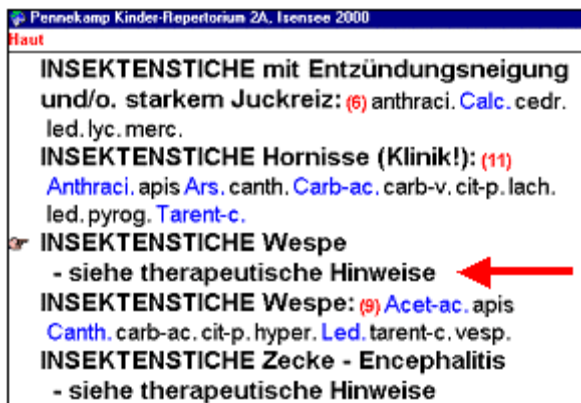 Pennekamp Kinder-Repertorium 2A, Isensee 2000
Haut
INSEKTENSTICHE mit Entzündungsneigung
und/o. starkem Juckreiz: (6) anthraci. Calc. cedr.
led. lyc. merc.
INSEKTENSTICHE Hornisse (Klinik!): (11)
Anthraci. apis Ars. canth. Carb-ac. carb-v. cit-p. lach.
led. pyrog. Tarent-c.
INSEKTENSTICHE Wespe
- siehe therapeutische Hinweise
INSEKTENSTICHE Wespe: (9) Acet-ac. apis
Canth. carb-ac. cit-p. hyper. Led. tarent-c. vesp.
INSEKTENSTICHE Zecke - Encephalitis
- siehe therapeutische Hinweise